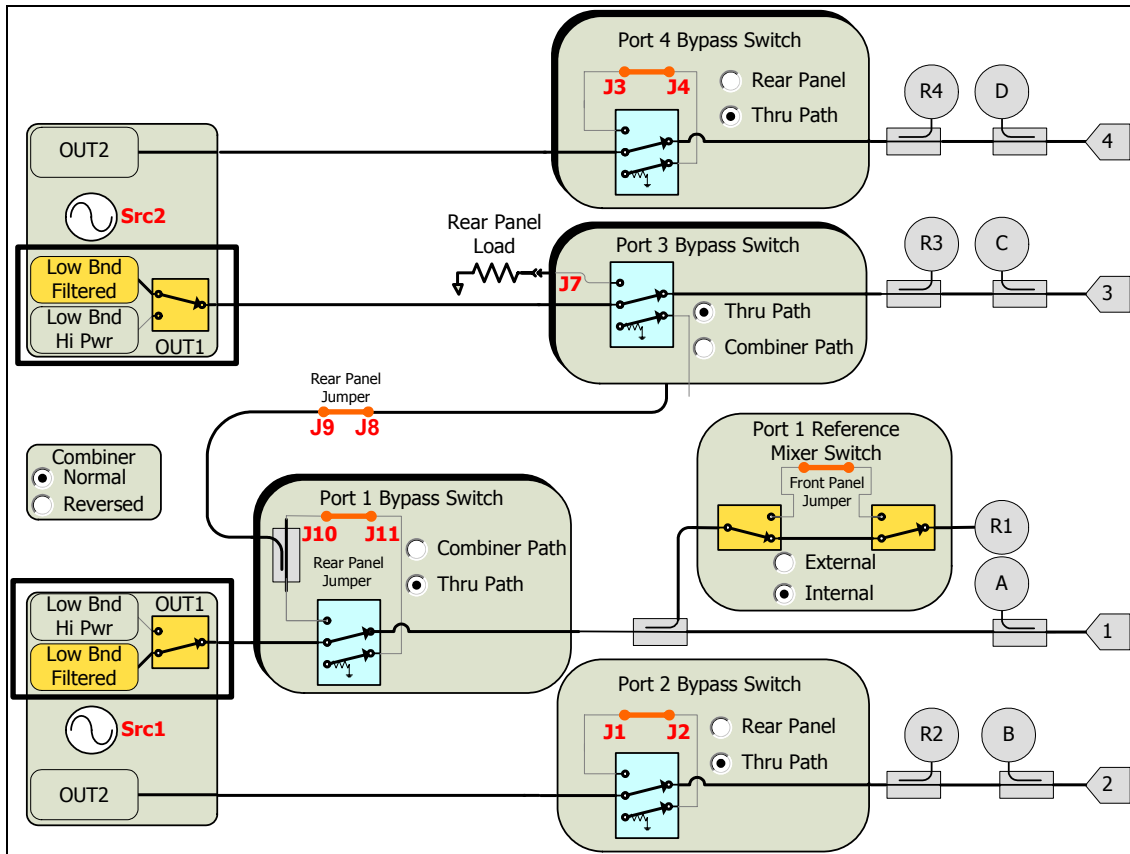 Port 4 Bypass Switch
J3
J4
Rear Panel
Thru Path
R4
D
4
OUT2
Src2
Low Bnd
Filtered
Low Bnd
Hi Pwr
OUT1
Rear Panel
Load
Port 3 Bypass Switch
J7
Thru Path
Combiner Path
R3
C
3
Rear Panel
Jumper
J9
J8
Combiner
Normal
Reversed
Port 1 Bypass Switch
J10
J11
Rear Panel
Jumper
Combiner Path
Thru Path
Port 1 Reference
Mixer Switch
Front Panel
Jumper
External
Internal
R1
A
1
Low Bnd
Hi Pwr
OUT1
Low Bnd
Filtered
Src1
OUT2
Port 2 Bypass Switch
J1
J2
Rear Panel
Thru Path
R2
B
2